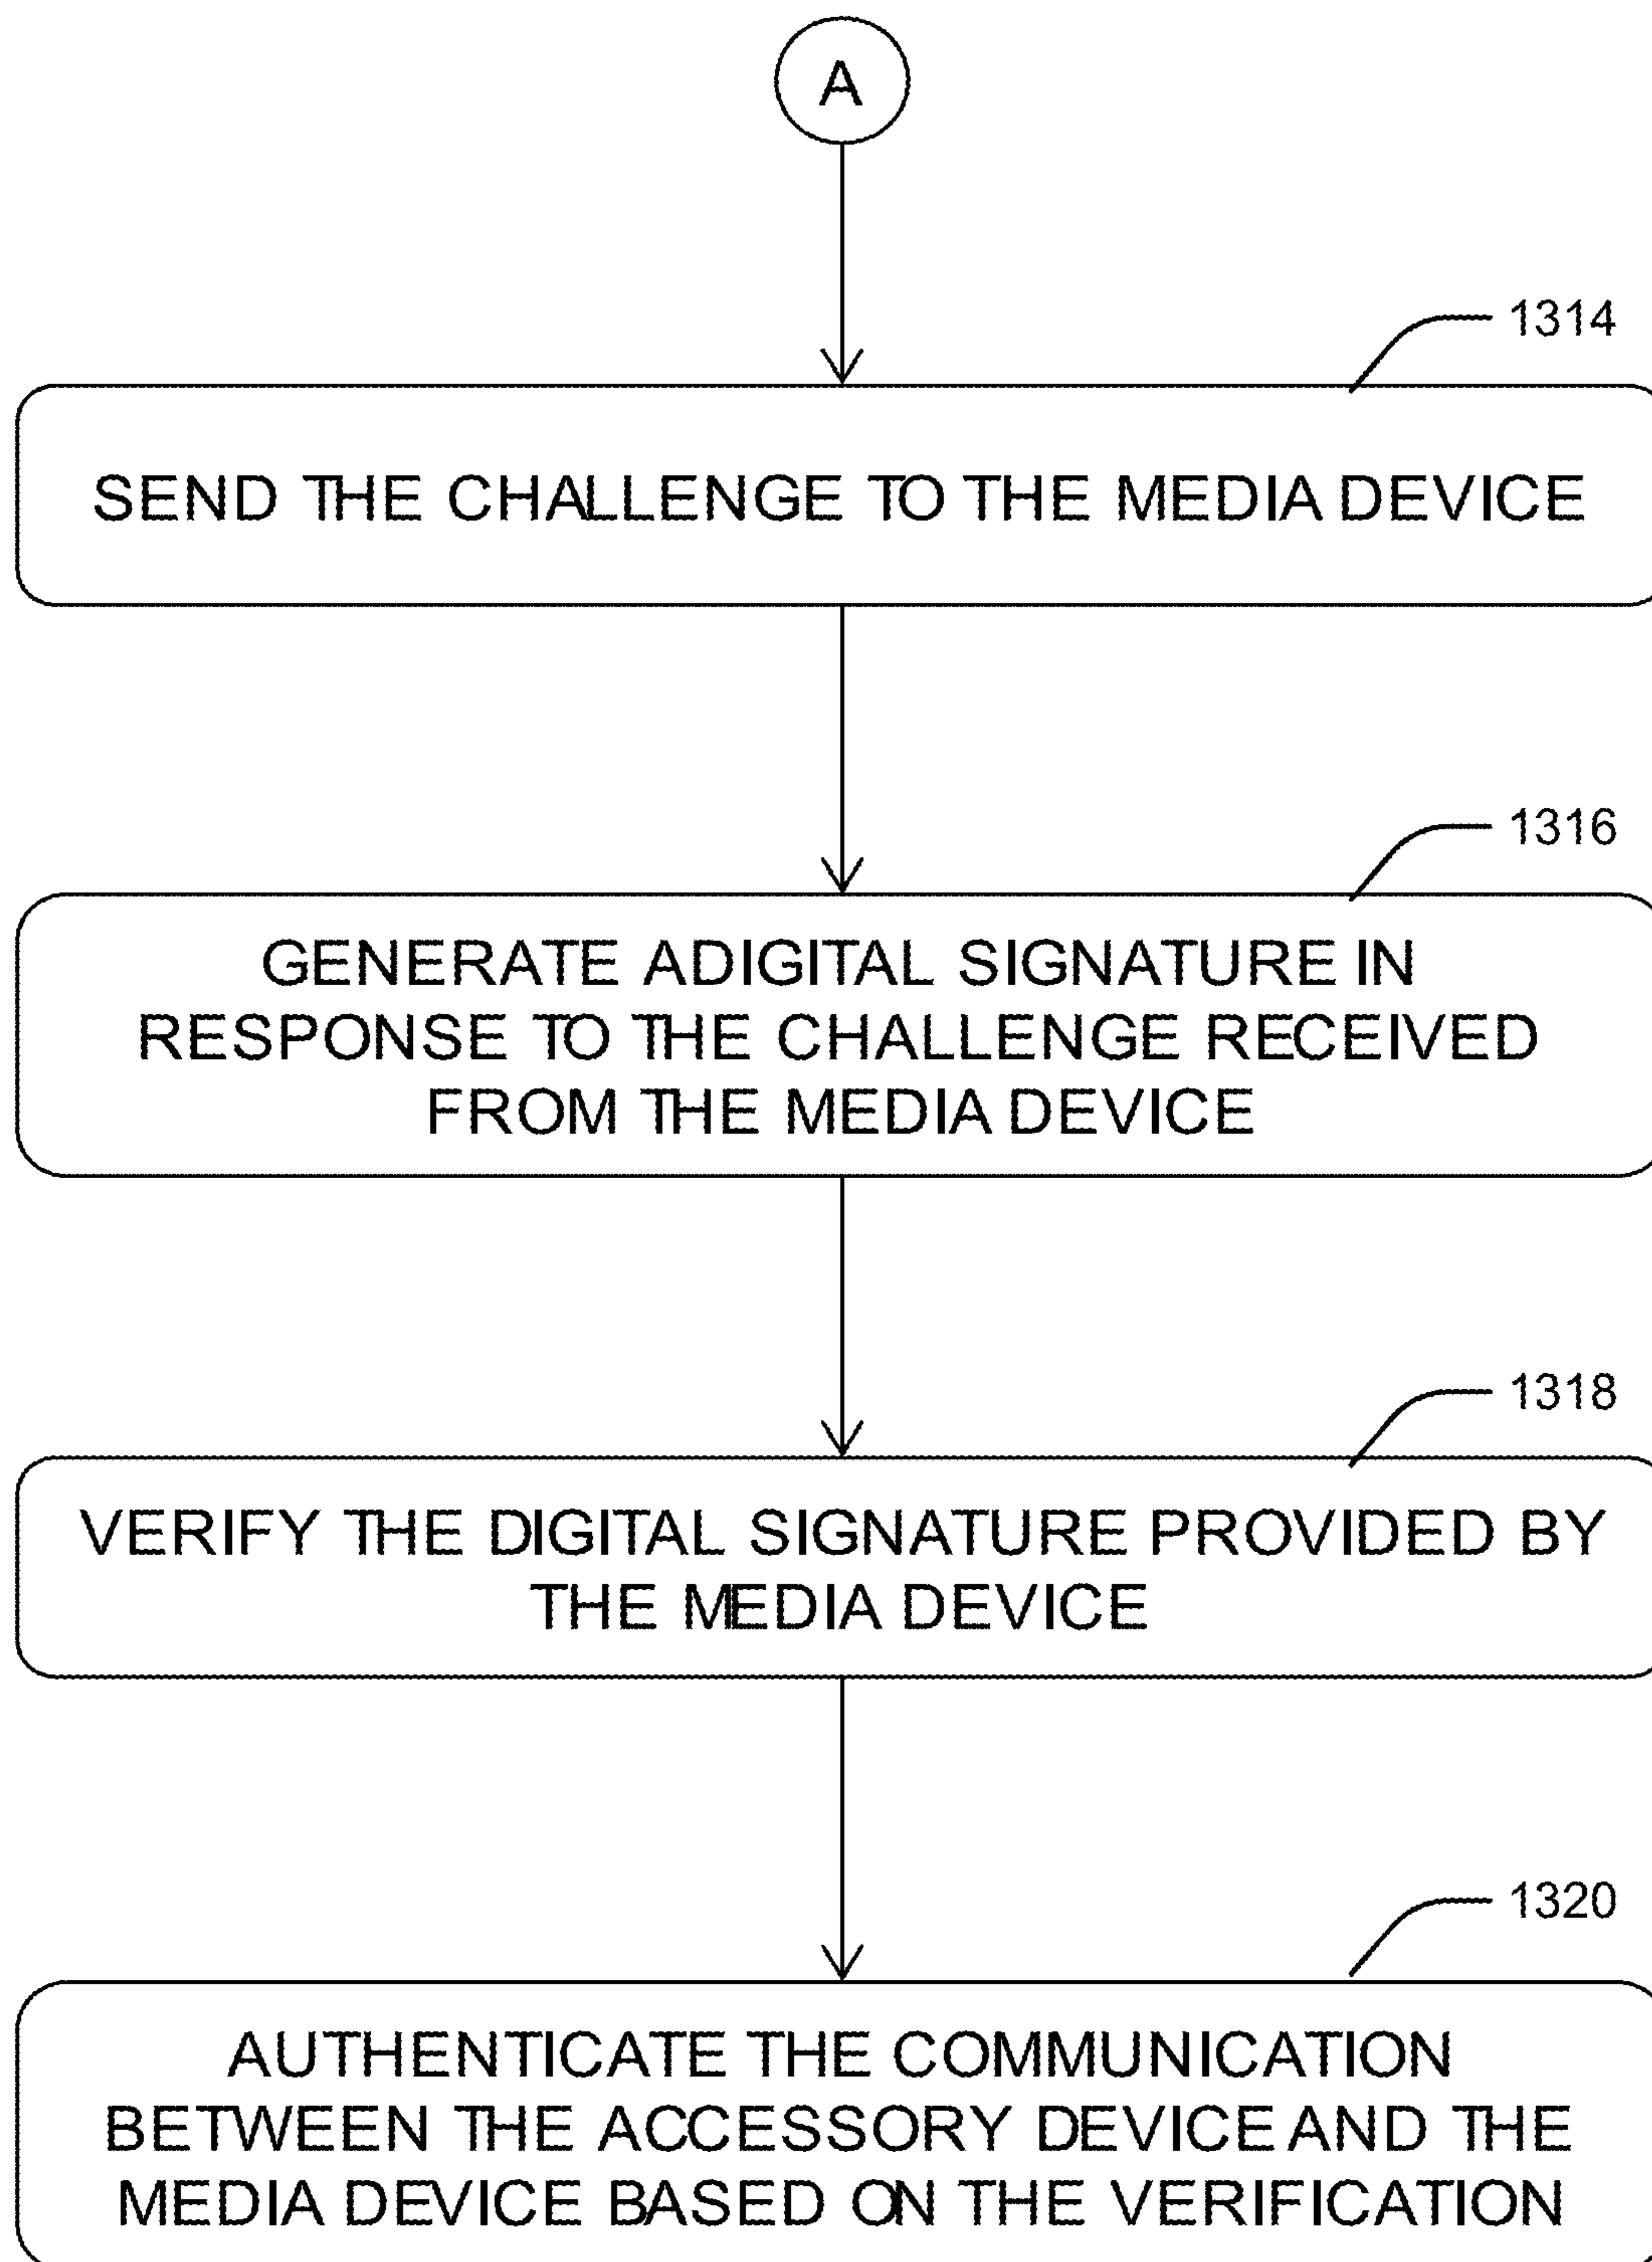 A
1314
SEND THE CHALLENGE TO THE MEDIA DEVICE
1316
GENERATE ADIGITAL SIGNATURE IN
RESPONSE TO THE CHALLENGE RECEIVED
FROM THE MEDIA DEVICE
1318
VERIFY THE DIGITAL SIGNATURE PROVIDED BY
THE MEDIA DEVICE
1320
AUTHENTICATE THE COMMUNICATION
BETWEEN THE ACCESSORY DEVICE AND THE
MEDIA DEVICE BASED ON THE VERIFICATION